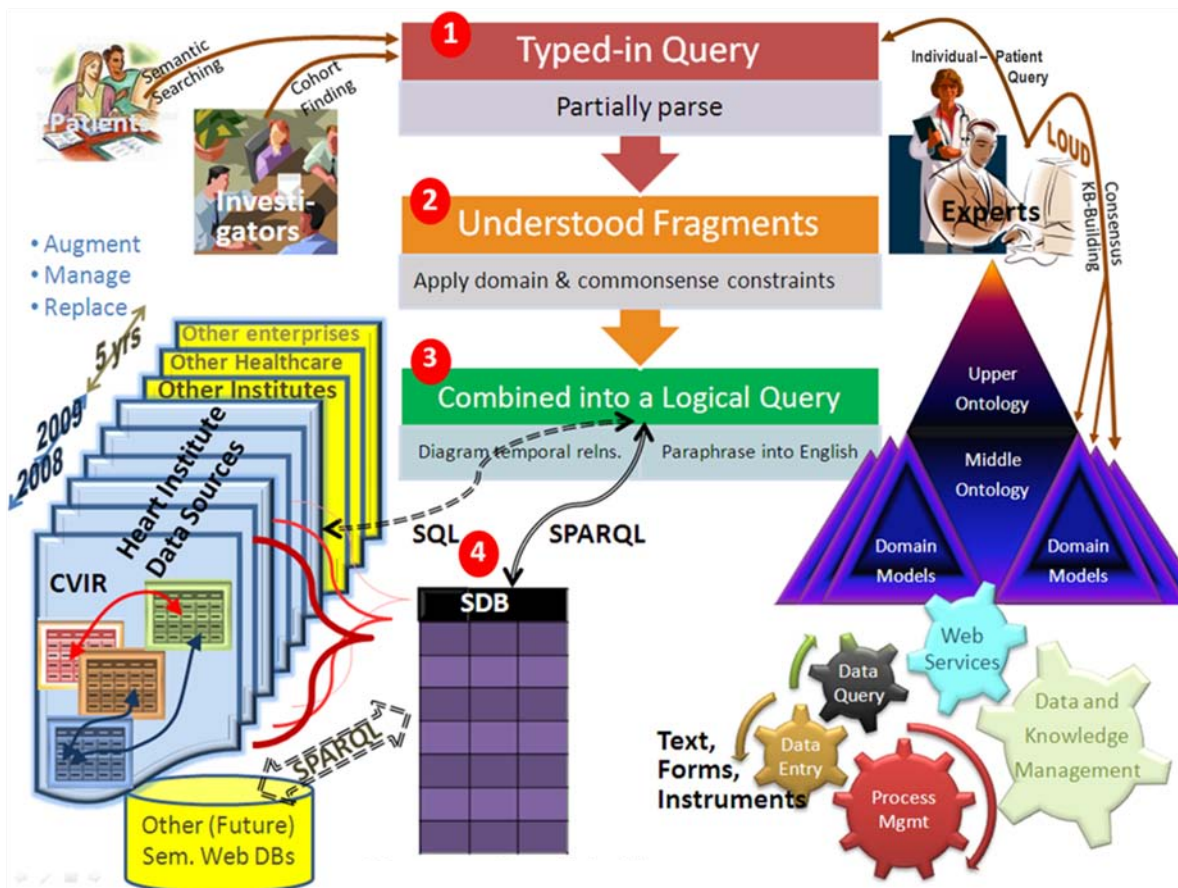 1
Typed-in Query
Partially parse
Semantic
Searching
Patients
Cohort
Finding
Investi-
gators
Individual – Patient
Query
LOUD
Experts
Consensus
KB-Building
2
Understood Fragments
Apply domain & commonsense constraints
• Augment
• Manage
• Replace
3
Combined into a Logical Query
Diagram temporal relns.
Paraphrase into English
5 yrs
2009
2008
Other enterprises
Other Healthcare
Other Institutes
Heart Institute
Data Sources
CVIR
SQL
SPARQL
4
SDB
SPARQL
Other (Future)
Sem. Web DBs
Upper
Ontology
Middle
Ontology
Domain
Models
Domain
Models
Web
Services
Data
Query
Data and
Knowledge
Management
Text,
Forms,
Instruments
Data
Entry
Process
Mgmt